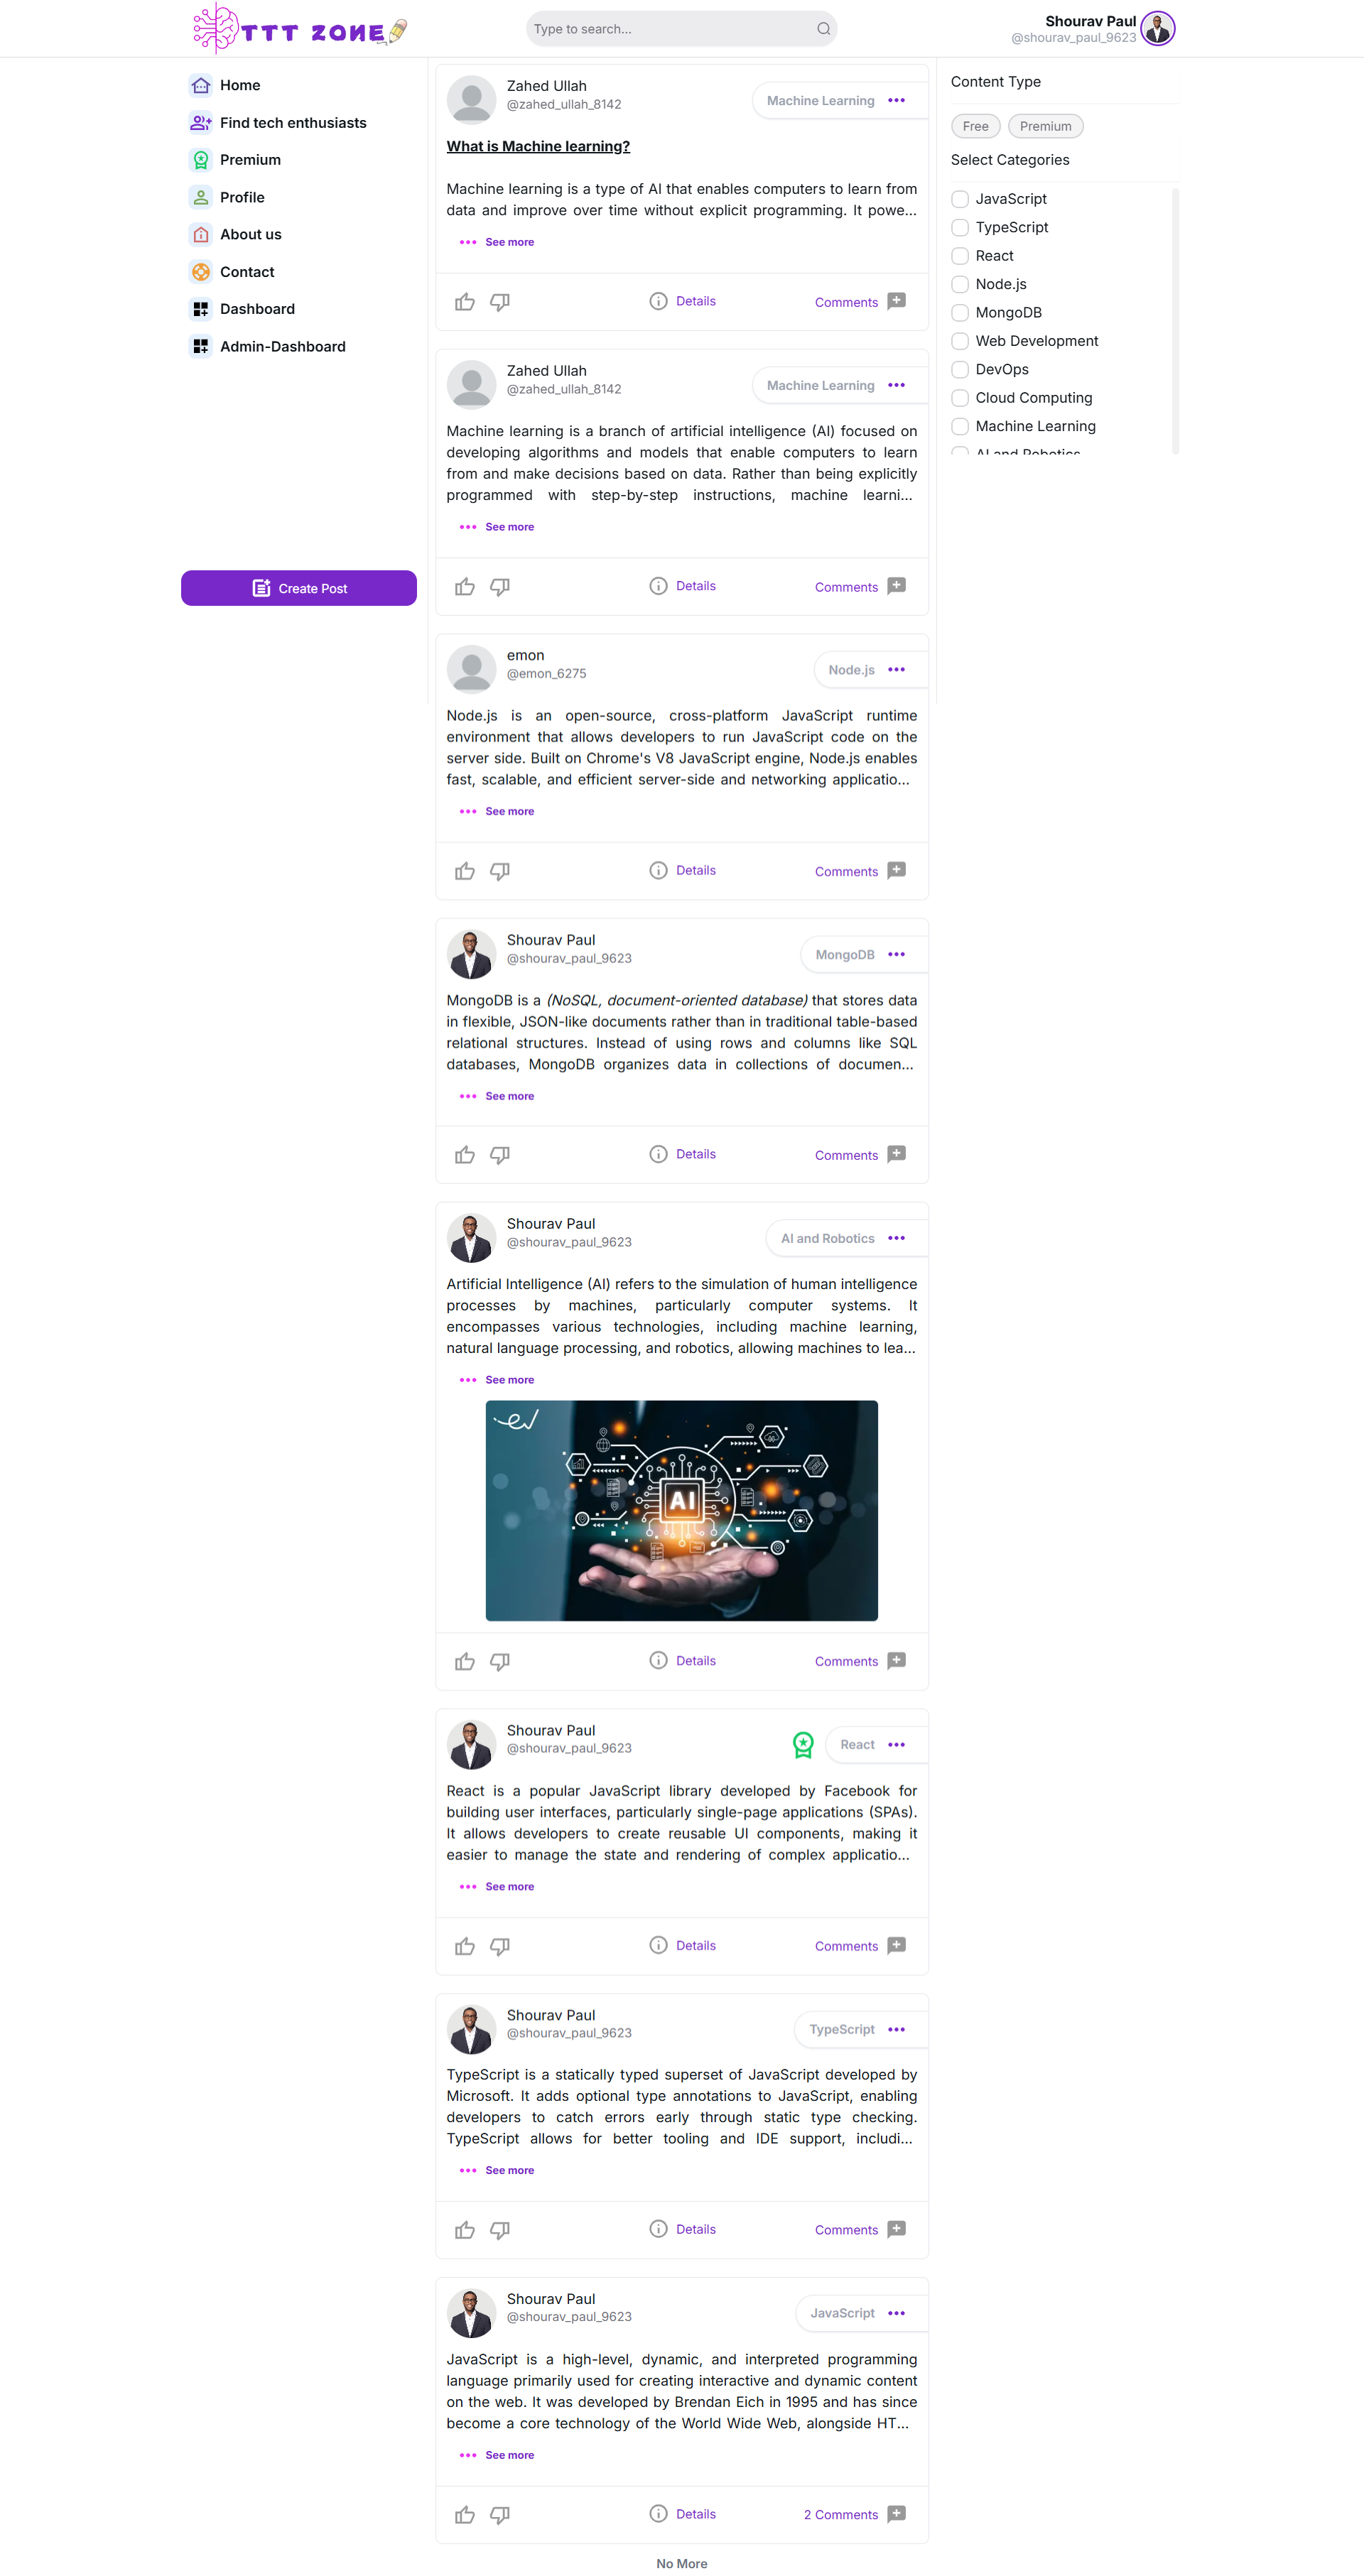 TTT ZONE
Type to search...
Shourav Paul
@shourav_paul_9623
Home
Find tech enthusiasts
Premium
Profile
About us
Contact
Dashboard
Admin-Dashboard
Create Post
Zahed Ullah
@zahed_ullah_8142
Machine Learning
What is Machine learning?
Machine learning is a type of AI that enables computers to learn from
data and improve over time without explicit programming. It powe...
See more
Details
Comments
Zahed Ullah
@zahed_ullah_8142
Machine Learning
Machine learning is a branch of artificial intelligence (AI) focused on
developing algorithms and models that enable computers to learn
from and make decisions based on data. Rather than being explicitly
programmed with step-by-step instructions, machine learni...
See more
Details
Comments
emon
@emon_6275
Node.js
Node.js is an open-source, cross-platform JavaScript runtime
environment that allows developers to run JavaScript code on the
server side. Built on Chrome's V8 JavaScript engine, Node.js enables
fast, scalable, and efficient server-side and networking applicatio...
See more
Details
Comments
Shourav Paul
@shourav_paul_9623
MongoDB
MongoDB is a (NoSQL, document-oriented database) that stores data
in flexible, JSON-like documents rather than in traditional table-based
relational structures. Instead of using rows and columns like SQL
databases, MongoDB organizes data in collections of documen...
See more
Details
Comments
Shourav Paul
@shourav_paul_9623
AI and Robotics
Artificial Intelligence (AI) refers to the simulation of human intelligence
processes by machines, particularly computer systems. It
encompasses various technologies, including machine learning,
natural language processing, and robotics, allowing machines to lea...
See more
AI
Details
Comments
Shourav Paul
@shourav_paul_9623
React
React is a popular JavaScript library developed by Facebook for
building user interfaces, particularly single-page applications (SPAs).
It allows developers to create reusable UI components, making it
easier to manage the state and rendering of complex applicatio...
See more
Details
Comments
Shourav Paul
@shourav_paul_9623
TypeScript
TypeScript is a statically typed superset of JavaScript developed by
Microsoft. It adds optional type annotations to JavaScript, enabling
developers to catch errors early through static type checking.
TypeScript allows for better tooling and IDE support, includi...
See more
Details
Comments
Shourav Paul
@shourav_paul_9623
JavaScript
JavaScript is a high-level, dynamic, and interpreted programming
language primarily used for creating interactive and dynamic content
on the web. It was developed by Brendan Eich in 1995 and has since
become a core technology of the World Wide Web, alongside HT...
See more
Details
2 Comments
No More
Content Type
Free
Premium
Select Categories
JavaScript
TypeScript
React
Node.js
MongoDB
Web Development
DevOps
Cloud Computing
Machine Learning
AI and Robotics